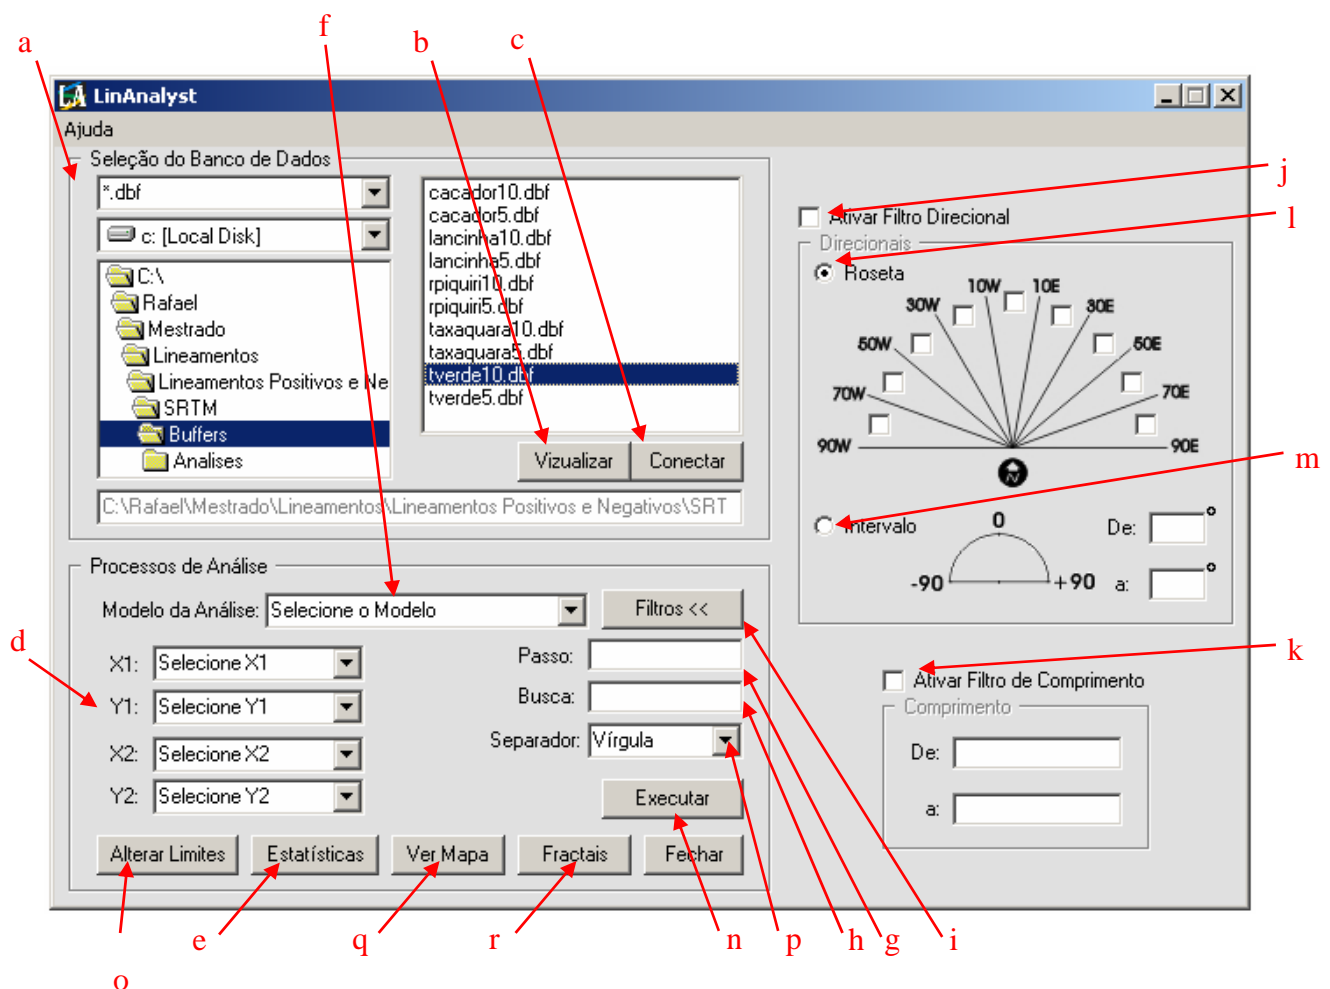 f
a
b
c
LinAnalyst
Ajuda
Seleção do Banco de Dados
*.dbf
c: [Local Disk]
C:\
Rafael
Mestrado
Lineamentos
Lineamentos Positivos e Ne
SRTM
Buffers
Analises
cacador10.dbf
cacador5.dbf
lancinha10.dbf
lancinha5.dbf
rpiquiri10.dbf
rpiquiri5.dbf
taxaquara10.dbf
taxaquara5.dbf
tverde10.dbf
tverde5.dbf
Vizualizar
Conectar
C:\Rafael\Mestrado\Lineamentos\Lineamentos Positivos e Negativos\SRT
j
Ativar Filtro Direcional
l
Direcionais
Roseta
10W 10E
30W 30E
50W 50E
70W 70E
90W 90E
N
m
Intervalo
0
-90 +90
De: °
a: °
Processos de Análise
Modelo da Análise: Selecione o Modelo
Filtros <<
d
X1: Selecione X1
Y1: Selecione Y1
X2: Selecione X2
Y2: Selecione Y2
Passo:
Busca:
Separador: Vírgula
Executar
k
Ativar Filtro de Comprimento
Comprimento
De:
a:
Alterar Limites
Estatísticas
Ver Mapa
Fractais
Fechar
e
q
r
n
p
h
g
i
o